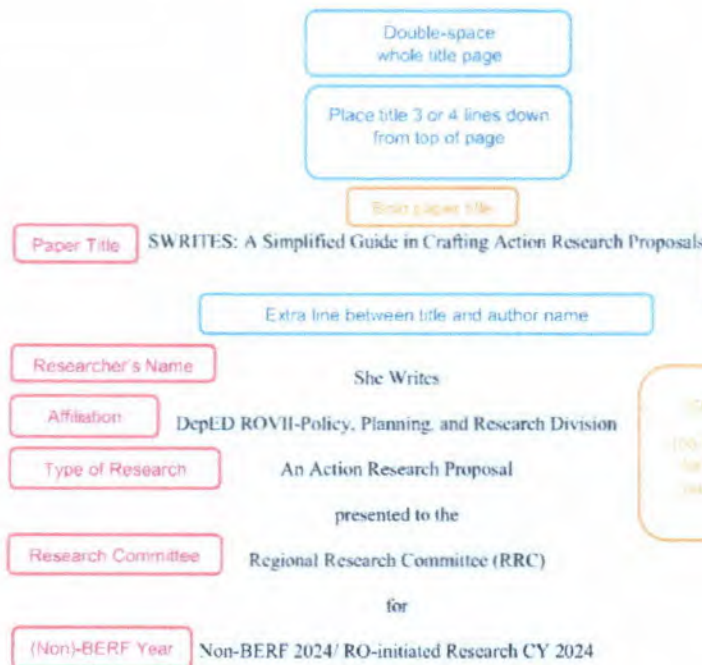 Double-space
whole title page
Place title 3 or 4 lines down
from top of page
Bold paper title
Paper Title SWRITES: A Simplified Guide in Crafting Action Research Proposals
Extra line between title and author name
Researcher's Name She Writes
Affiliation DepED ROVII-Policy, Planning, and Research Division
Type of Research An Action Research Proposal
presented to the
Research Committee Regional Research Committee (RRC)
for
(Non)-BERF Year Non-BERF 2024/ RO-initiated Research CY 2024